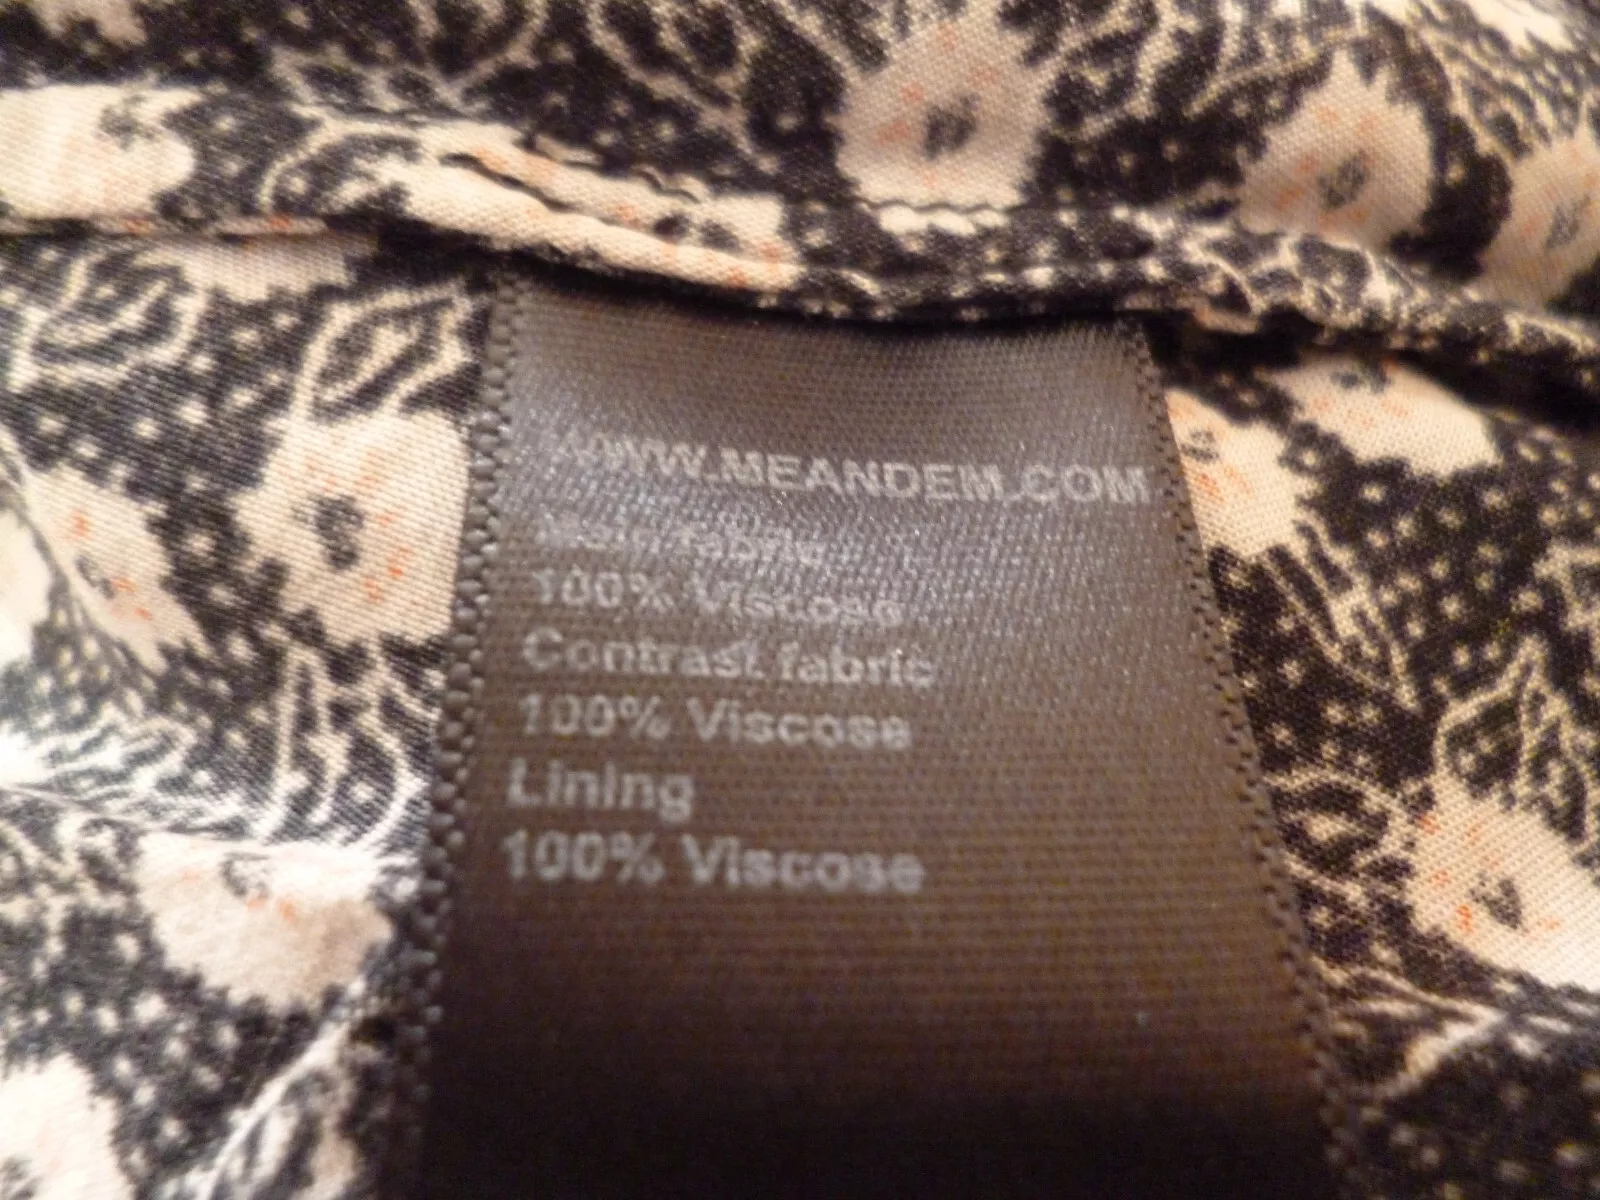 WWW.MEANDEM.COM
Main fabric
100% Viscose
Contrast fabric
100% Viscose
Lining
100% Viscose